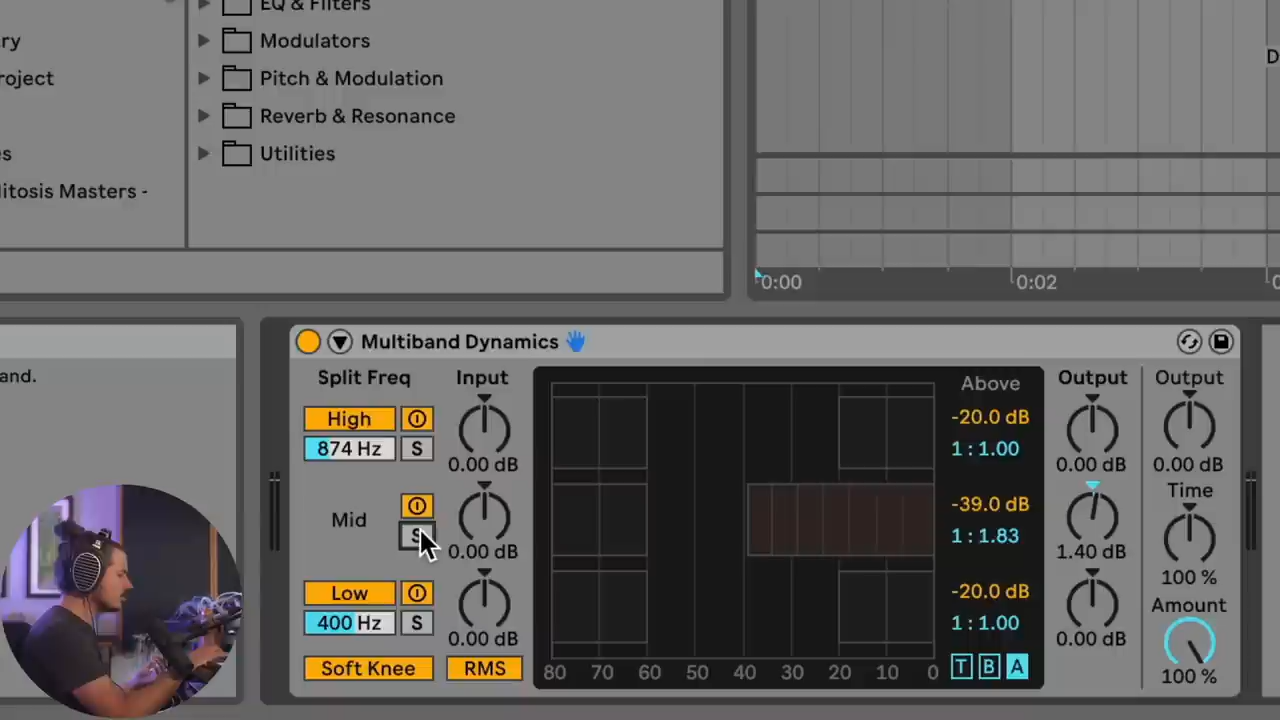 EQ & Filters
ry
Modulators
roject
Pitch & Modulation
Reverb & Resonance
s
Utilities
litosis Masters -
D
0:00
0:02
and.
Multiband Dynamics
Split Freq
Input
Above
Output
Output
High
874 Hz
S
0.00 dB
-20.0 dB
1 : 1.00
0.00 dB
0.00 dB
Mid
S
0.00 dB
-39.0 dB
1 : 1.83
1.40 dB
Time
100 %
Low
400 Hz
S
0.00 dB
-20.0 dB
1 : 1.00
0.00 dB
Amount
100 %
Soft Knee
RMS
80 70 60 50 40 30 20 10 0
T B A